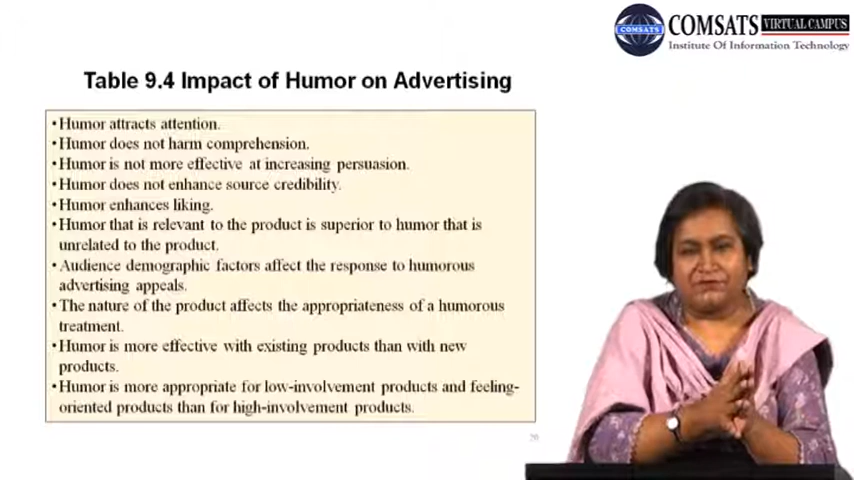 COMSATS VIRTUAL CAMPUS
COMSATS
Institute Of Information Technology
Table 9.4 Impact of Humor on Advertising
•Humor attracts attention.
•Humor does not harm comprehension.
•Humor is not more effective at increasing persuasion.
•Humor does not enhance source credibility.
•Humor enhances liking.
•Humor that is relevant to the product is superior to humor that is
unrelated to the product.
•Audience demographic factors affect the response to humorous
advertising appeals.
•The nature of the product affects the appropriateness of a humorous
treatment.
•Humor is more effective with existing products than with new
products.
•Humor is more appropriate for low-involvement products and feeling-
oriented products than for high-involvement products.
20